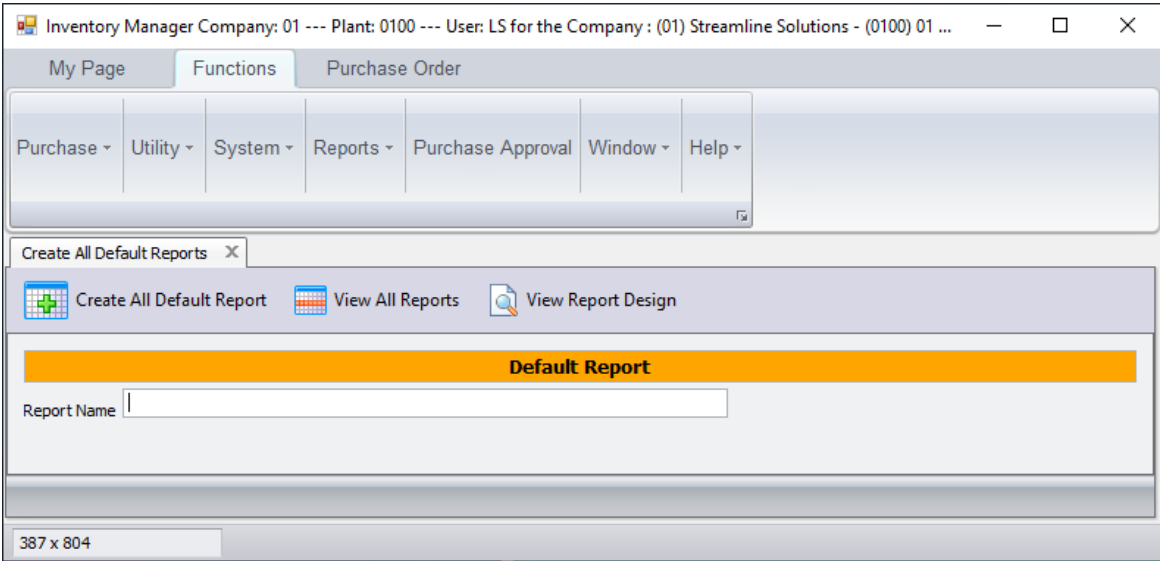 Inventory Manager Company: 01 --- Plant: 0100 --- User: LS for the Company : (01) Streamline Solutions - (0100) 01 ...
My Page Functions Purchase Order
Purchase Utility System Reports Purchase Approval Window Help
Create All Default Reports X
Create All Default Report View All Reports View Report Design
Default Report
Report Name
387 x 804